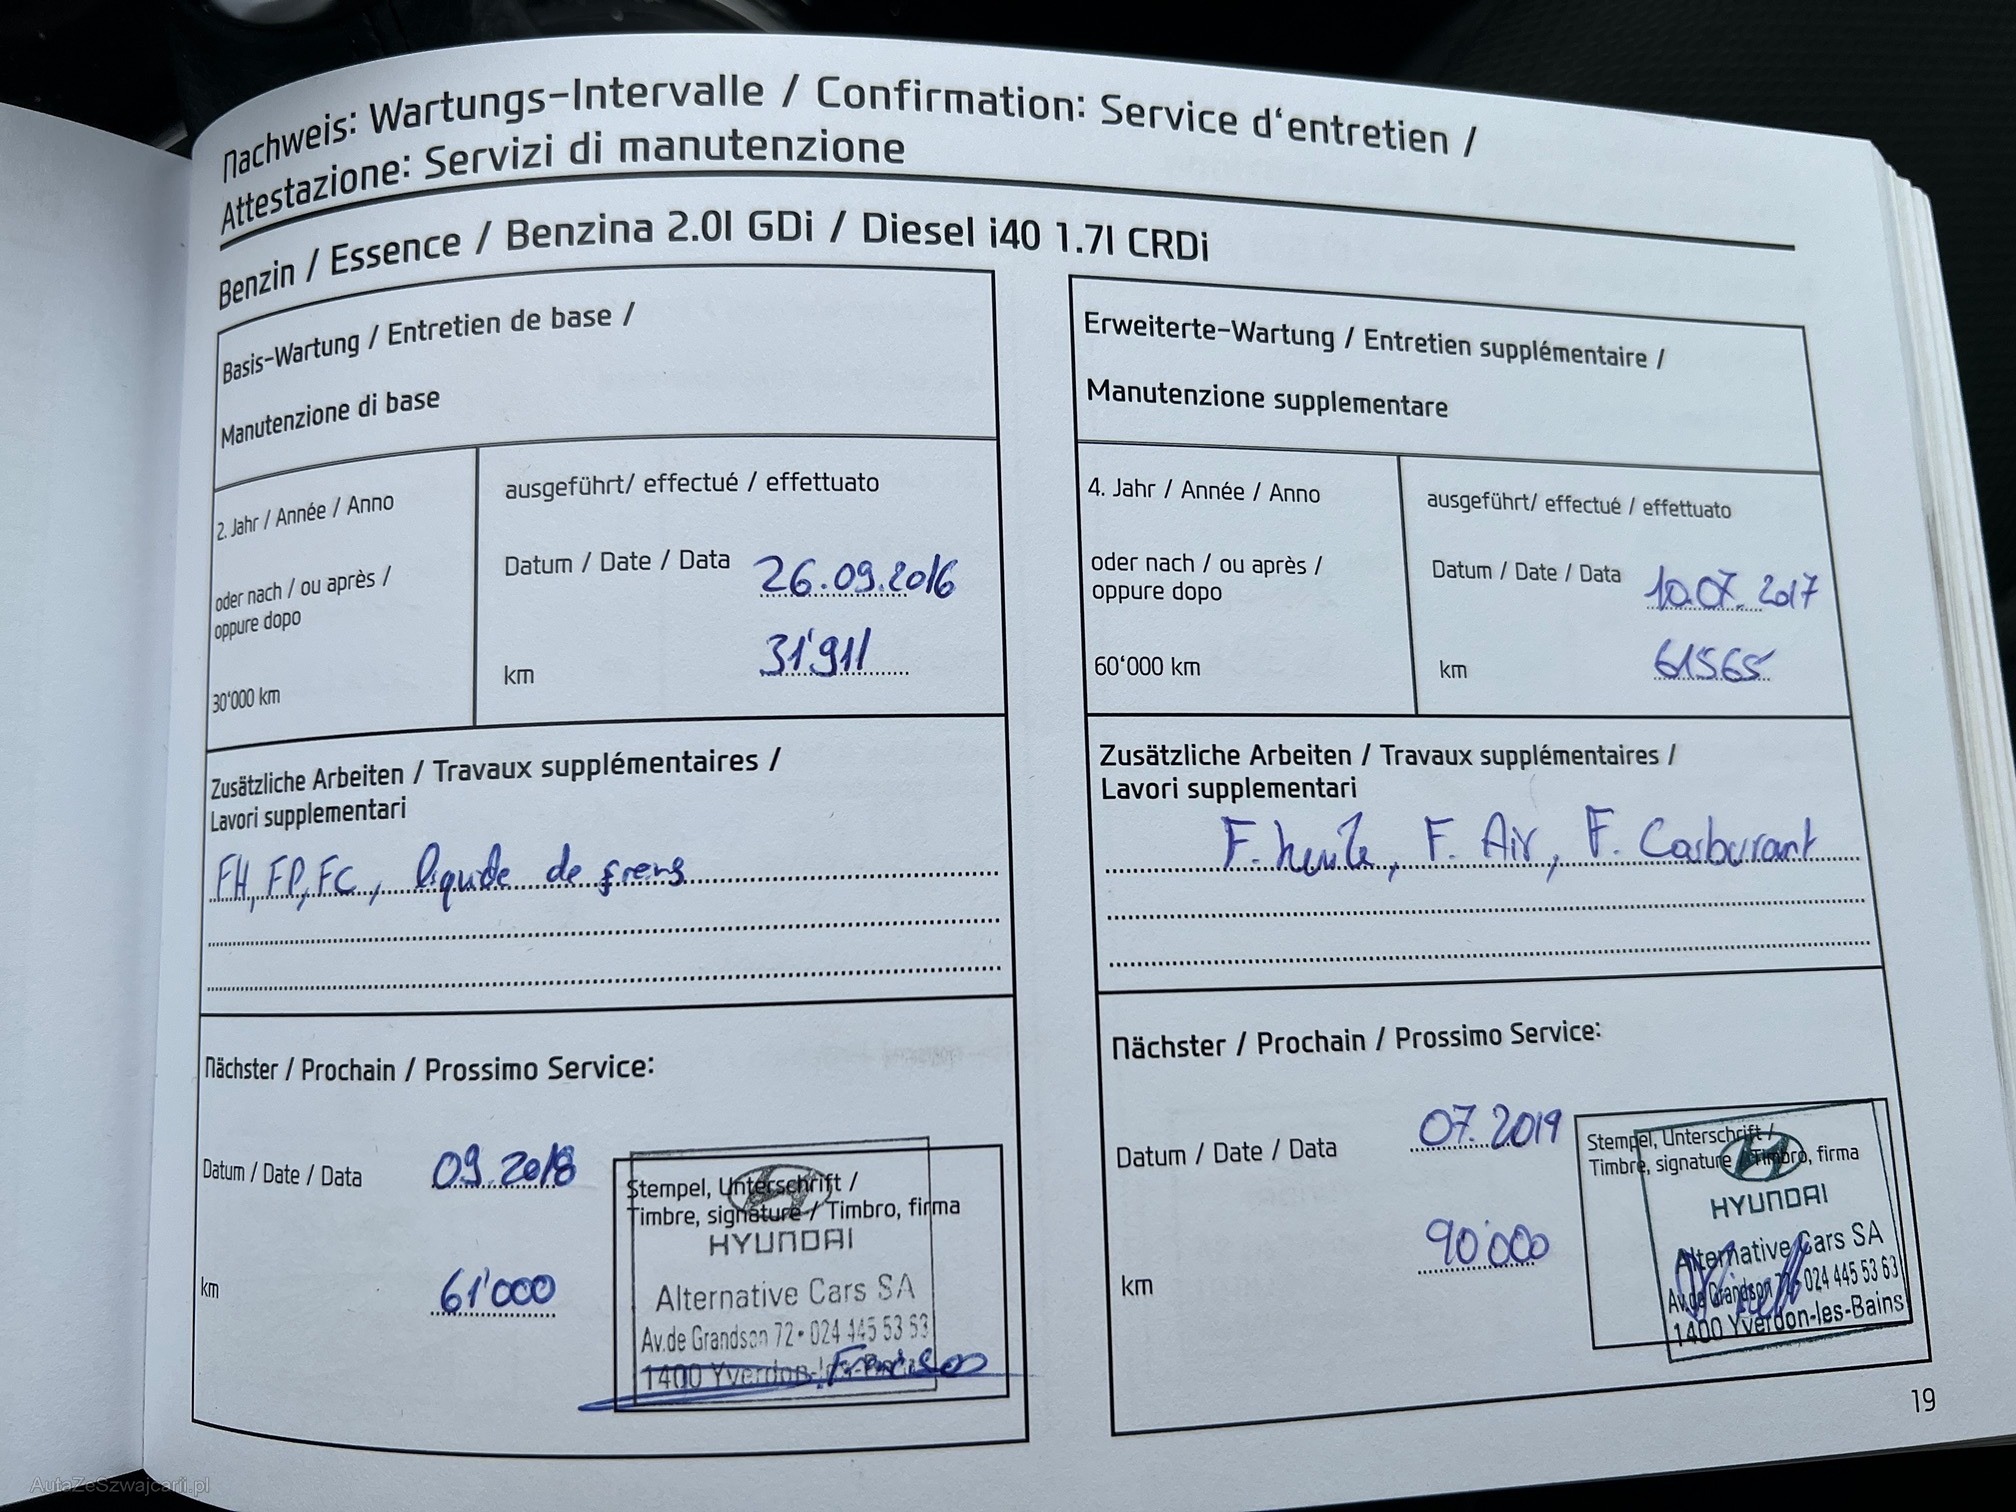 Nachweis: Wartungs-Intervalle / Confirmation: Service d'entretien /
Attestazione: Servizi di manutenzione
Benzin / Essence / Benzina 2.0l GDi / Diesel i40 1.7l CRDi
Basis-Wartung / Entretien de base /
Manutenzione di base
2. Jahr / Année / Anno
oder nach / ou après /
oppure dopo
30'000 km
ausgeführt/ effectué / effettuato
Datum / Date / Data 26.09.2016
km 31'911
Zusätzliche Arbeiten / Travaux supplémentaires /
Lavori supplementari
FH, FP, FC, liquide de freins
Nächster / Prochain / Prossimo Service:
Datum / Date / Data 09.2018
km 61'000
Stempel, Unterschrift /
Timbre, signature / Timbro, firma
HYUNDAI
Alternative Cars SA
Av. de Grandson 72 • 024 445 53 63
1400 Yverdon-les-Bains
Erweiterte-Wartung / Entretien supplémentaire /
Manutenzione supplementare
4. Jahr / Année / Anno
oder nach / ou après /
oppure dopo
60'000 km
ausgeführt/ effectué / effettuato
Datum / Date / Data 10.07.2017
km 61565
Zusätzliche Arbeiten / Travaux supplémentaires /
Lavori supplementari
F. huile, F. Air, F. Carburant
Nächster / Prochain / Prossimo Service:
Datum / Date / Data 07.2019
km 90'000
Stempel, Unterschrift /
Timbre, signature / Timbro, firma
HYUNDAI
Alternative Cars SA
Av. de Grandson 72 • 024 445 53 63
1400 Yverdon-les-Bains
19
AutaZeSzwajcarii.pl